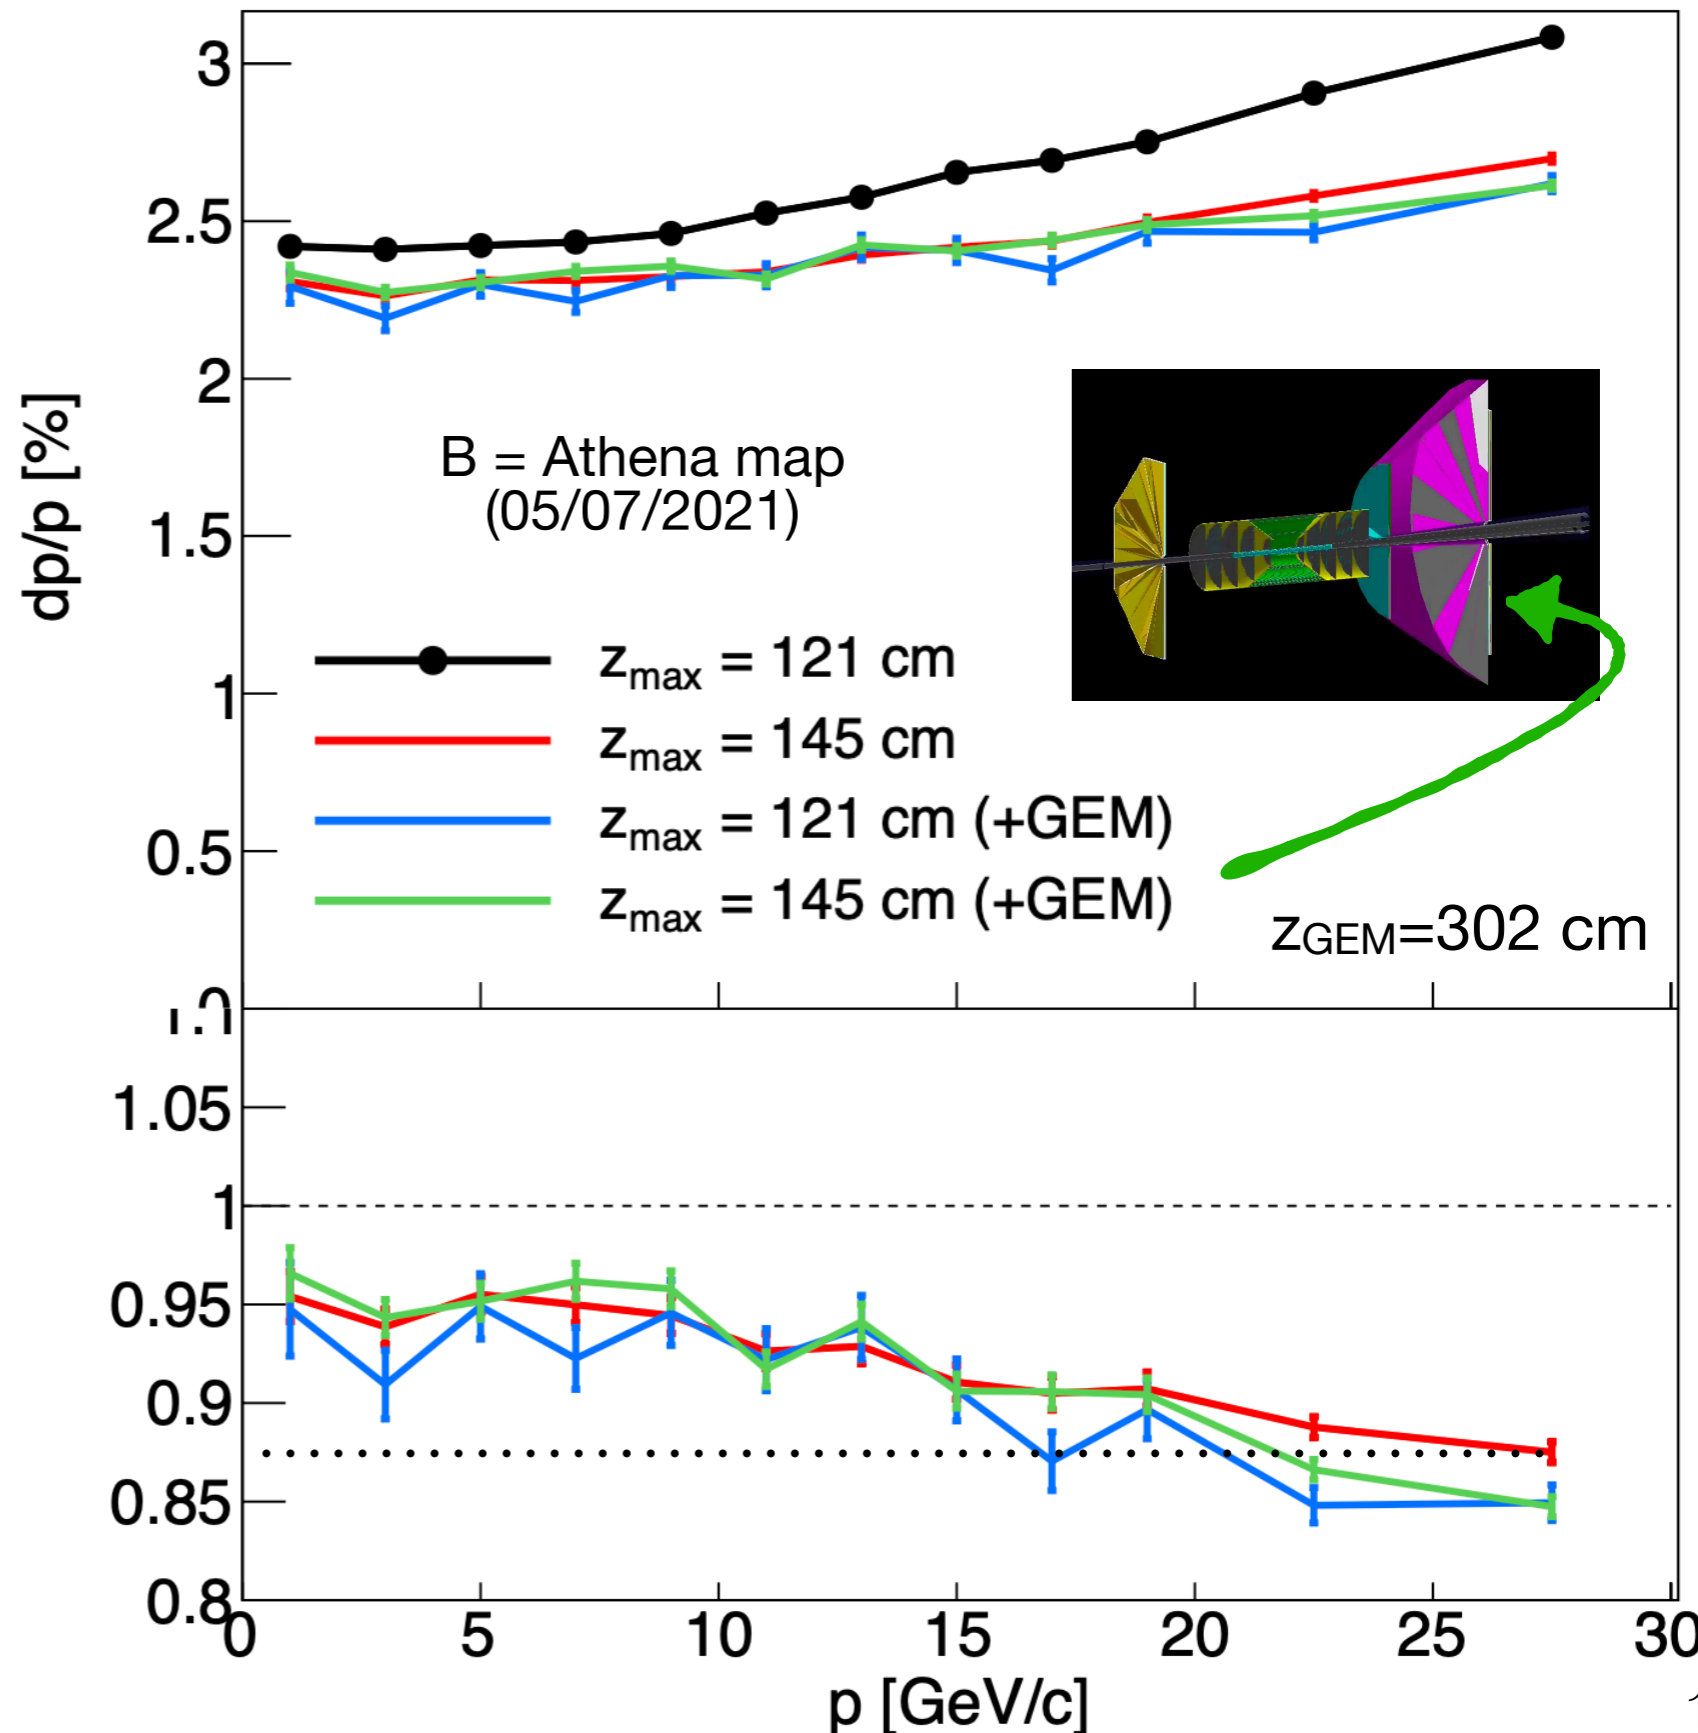 3
2.5
2
1.5
1
0.5
dp/p [%]
B = Athena map
(05/07/2021)
zmax = 121 cm
zmax = 145 cm
zmax = 121 cm (+GEM)
zmax = 145 cm (+GEM)
zGEM=302 cm
1.05
1
0.95
0.9
0.85
0.8
0 5 10 15 20 25 30
p [GeV/c]